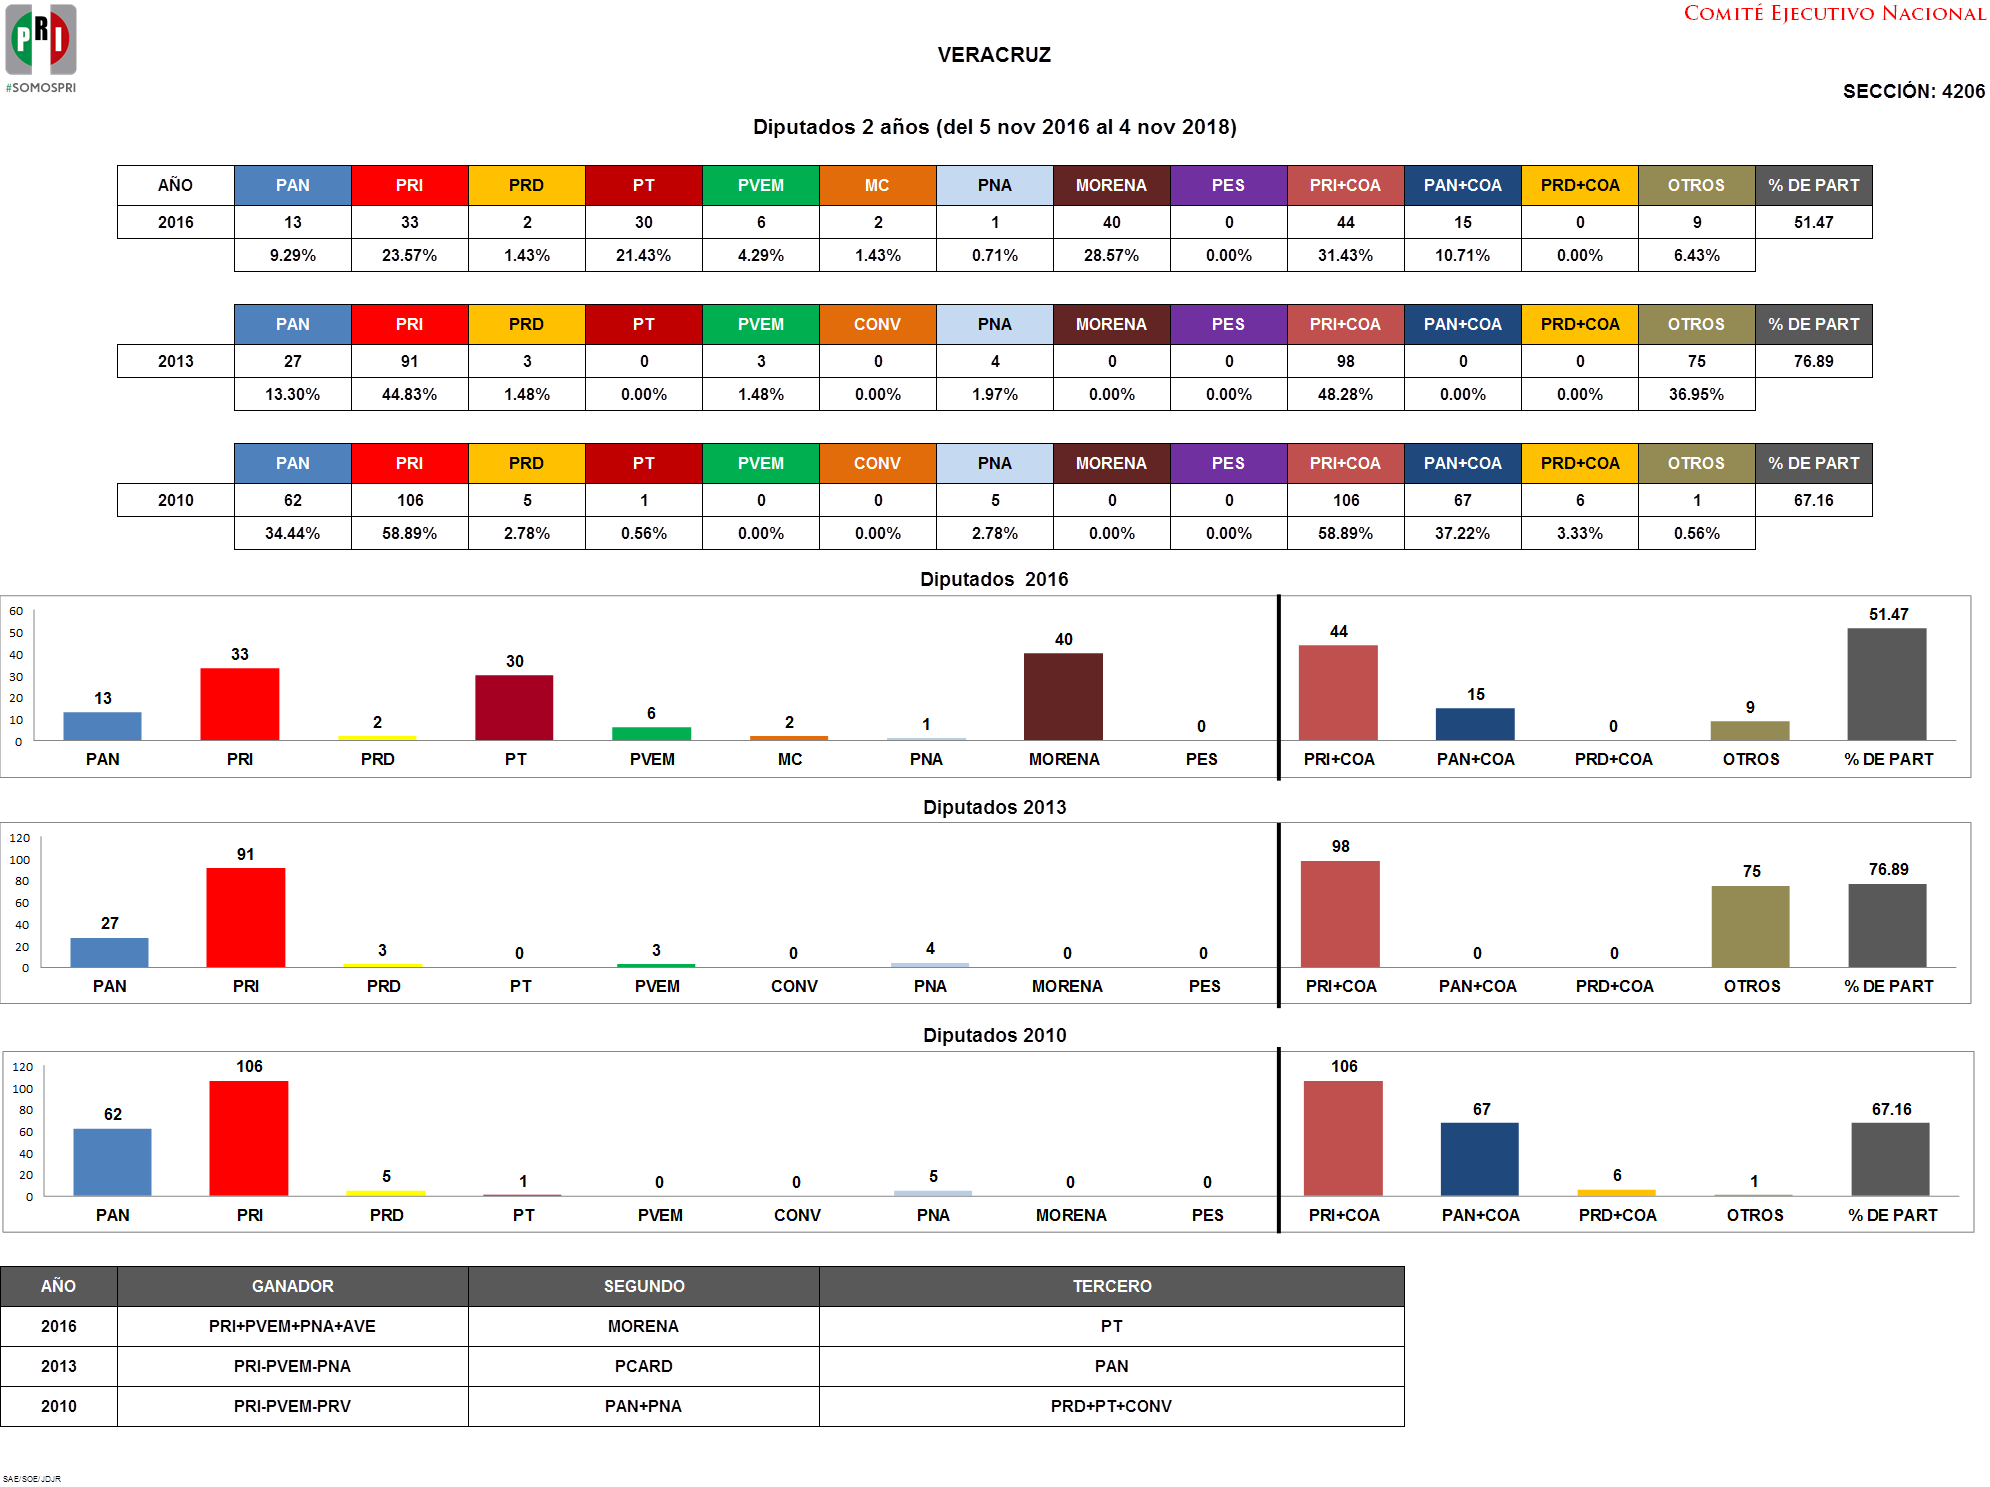 PRI
#SOMOSPRI
COMITÉ EJECUTIVO NACIONAL
VERACRUZ
SECCIÓN: 4206
Diputados 2 años (del 5 nov 2016 al 4 nov 2018)
AÑO PAN PRI PRD PT PVEM MC PNA MORENA PES PRI+COA PAN+COA PRD+COA OTROS % DE PART
2016 13 33 2 30 6 2 1 40 0 44 15 0 9 51.47
9.29% 23.57% 1.43% 21.43% 4.29% 1.43% 0.71% 28.57% 0.00% 31.43% 10.71% 0.00% 6.43%
PAN PRI PRD PT PVEM CONV PNA MORENA PES PRI+COA PAN+COA PRD+COA OTROS % DE PART
2013 27 91 3 0 3 0 4 0 0 98 0 0 75 76.89
13.30% 44.83% 1.48% 0.00% 1.48% 0.00% 1.97% 0.00% 0.00% 48.28% 0.00% 0.00% 36.95%
PAN PRI PRD PT PVEM CONV PNA MORENA PES PRI+COA PAN+COA PRD+COA OTROS % DE PART
2010 62 106 5 1 0 0 5 0 0 106 67 6 1 67.16
34.44% 58.89% 2.78% 0.56% 0.00% 0.00% 2.78% 0.00% 0.00% 58.89% 37.22% 3.33% 0.56%
Diputados 2016
60
50
40
30
20
10
0
13 33 2 30 6 2 1 40 0 44 15 0 9 51.47
PAN PRI PRD PT PVEM MC PNA MORENA PES PRI+COA PAN+COA PRD+COA OTROS % DE PART
Diputados 2013
120
100
80
60
40
20
0
27 91 3 0 3 0 4 0 0 98 0 0 75 76.89
PAN PRI PRD PT PVEM CONV PNA MORENA PES PRI+COA PAN+COA PRD+COA OTROS % DE PART
Diputados 2010
120
100
80
60
40
20
0
62 106 5 1 0 0 5 0 0 106 67 6 1 67.16
PAN PRI PRD PT PVEM CONV PNA MORENA PES PRI+COA PAN+COA PRD+COA OTROS % DE PART
AÑO GANADOR SEGUNDO TERCERO
2016 PRI+PVEM+PNA+AVE MORENA PT
2013 PRI-PVEM-PNA PCARD PAN
2010 PRI-PVEM-PRV PAN+PNA PRD+PT+CONV
SAE/SOE/JDJR